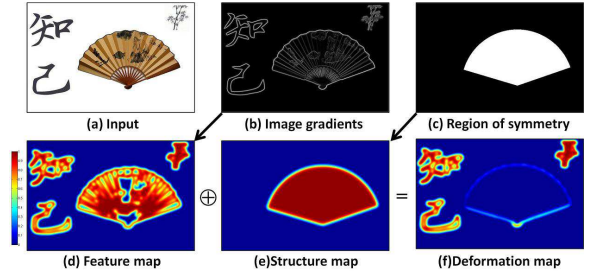 知
己
(a) Input
(b) Image gradients
(c) Region of symmetry
⊕
=
(d) Feature map
(e)Structure map
(f)Deformation map